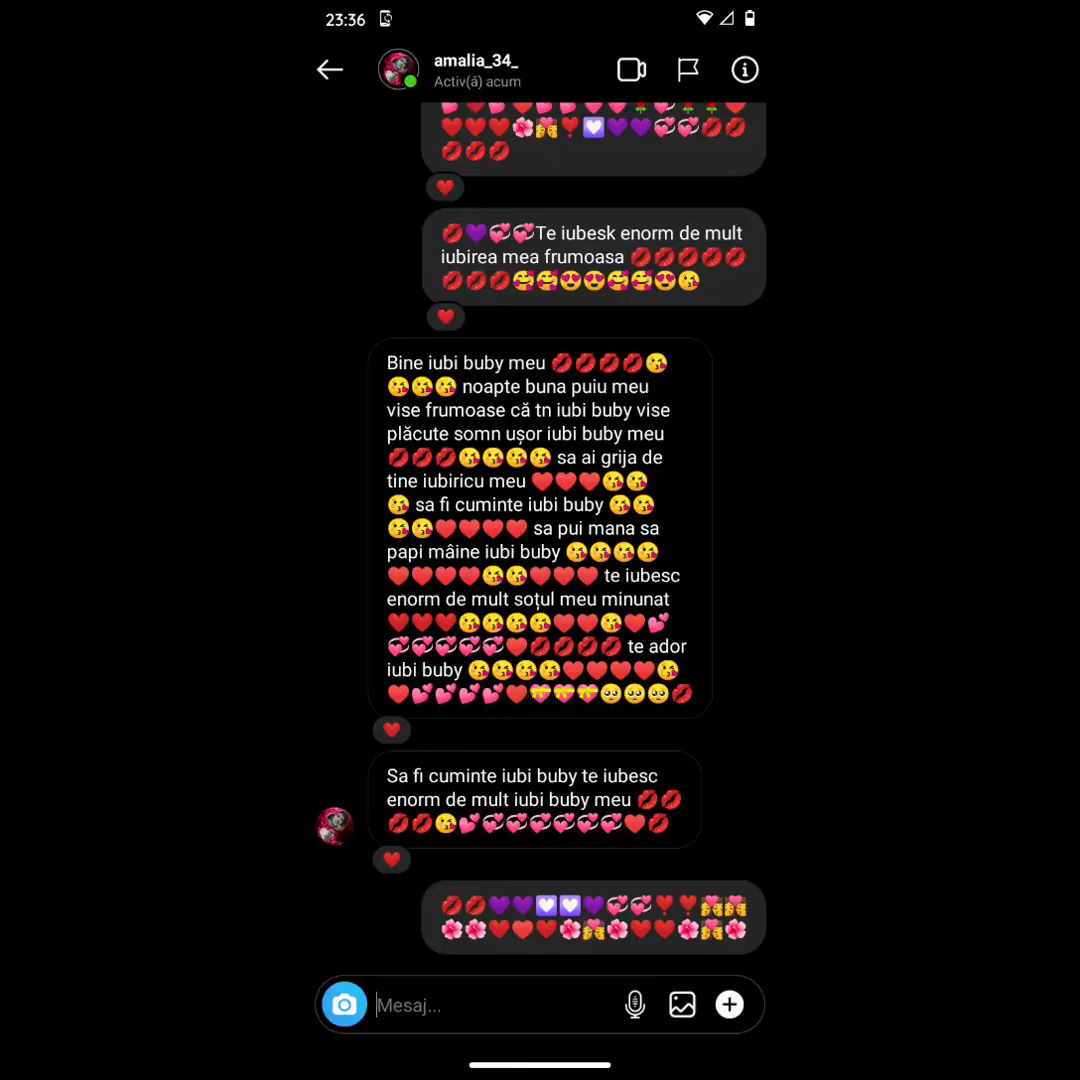 23:36
amalia_34_
Activ(ă) acum
💋💜💞💞Te iubesk enorm de mult
iubirea mea frumoasa 💋💋💋💋💋
💋💋💋🥰🥰😍😍🥰🥰😍😘
Bine iubi buby meu 💋💋💋💋😘
😘😘😘 noapte buna puiu meu
vise frumoase că tn iubi buby vise
plăcute somn ușor iubi buby meu
💋💋💋😘😘😘😘 sa ai grija de
tine iubiricu meu ❤️❤️❤️😘😘
😘 sa fi cuminte iubi buby 😘😘
😘😘❤️❤️❤️❤️ sa pui mana sa
papi mâine iubi buby 😘😘😘😘
❤️❤️❤️❤️😘😘❤️❤️❤️ te iubesc
enorm de mult soțul meu minunat
❤️❤️❤️😘😘😘😘❤️❤️😘❤️💕
💞💞💞💞💞❤️💋💋💋💋 te ador
iubi buby 😘😘😘😘❤️❤️❤️❤️😘
❤️💕💕💕💕❤️💝💝💝🥺🥺🥺💋
Sa fi cuminte iubi buby te iubesc
enorm de mult iubi buby meu 💋💋
💋💋😘💕💞💞💞💞💞💞❤️💋
Mesaj...